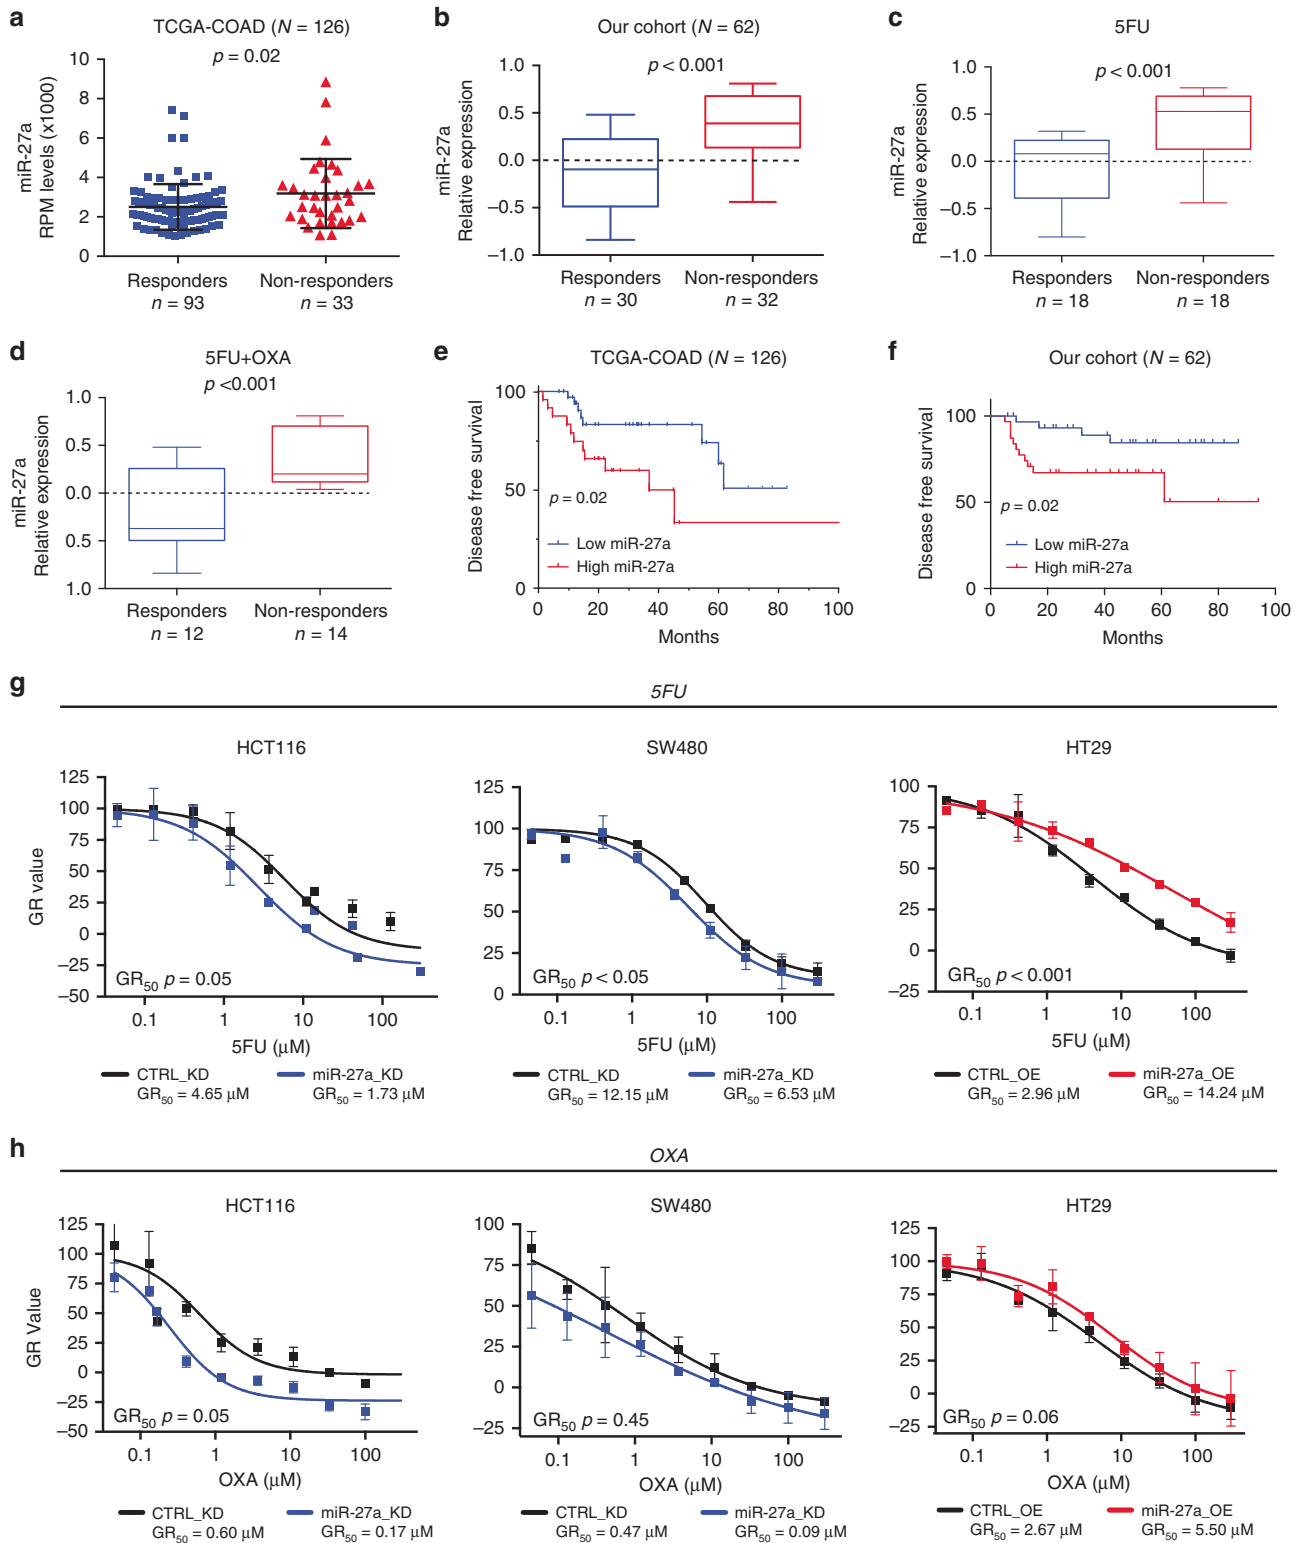 a
TCGA-COAD (N = 126)
p = 0.02
miR-27a
RPM levels (x1000)
10
8
6
4
2
0
Responders
n = 93
Non-responders
n = 33
b
Our cohort (N = 62)
p < 0.001
miR-27a
Relative expression
1.0
0.5
0.0
−0.5
−1.0
Responders
n = 30
Non-responders
n = 32
c
5FU
p < 0.001
miR-27a
Relative expression
1.0
0.5
0.0
−0.5
−1.0
Responders
n = 18
Non-responders
n = 18
d
5FU+OXA
p <0.001
miR-27a
Relative expression
1.0
0.5
0.0
0.5
1.0
Responders
n = 12
Non-responders
n = 14
e
TCGA-COAD (N = 126)
Disease free survival
100
50
0
p = 0.02
Low miR-27a
High miR-27a
0 20 40 60 80 100
Months
f
Our cohort (N = 62)
Disease free survival
100
50
0
p = 0.02
Low miR-27a
High miR-27a
0 20 40 60 80 100
Months
g
5FU
HCT116
GR value
125
100
75
50
25
0
−25
−50
GR50 p = 0.05
0.1 1 10 100
5FU (µM)
CTRL_KD
GR50 = 4.65 µM
miR-27a_KD
GR50 = 1.73 µM
SW480
125
100
75
50
25
0
GR50 p < 0.05
0.1 1 10 100
5FU (µM)
CTRL_KD
GR50 = 12.15 µM
miR-27a_KD
GR50 = 6.53 µM
HT29
100
75
50
25
0
−25
GR50 p < 0.001
0.1 1 10 100
5FU (µM)
CTRL_OE
GR50 = 2.96 µM
miR-27a_OE
GR50 = 14.24 µM
h
OXA
HCT116
GR Value
125
100
75
50
25
0
−25
−50
GR50 p = 0.05
0.1 1 10 100
OXA (µM)
CTRL_KD
GR50 = 0.60 µM
miR-27a_KD
GR50 = 0.17 µM
SW480
100
75
50
25
0
−25
GR50 p = 0.45
0.1 1 10 100
OXA (µM)
CTRL_KD
GR50 = 0.47 µM
miR-27a_KD
GR50 = 0.09 µM
HT29
125
100
75
50
25
0
−25
GR50 p = 0.06
0.1 1 10 100
OXA (µM)
CTRL_OE
GR50 = 2.67 µM
miR-27a_OE
GR50 = 5.50 µM